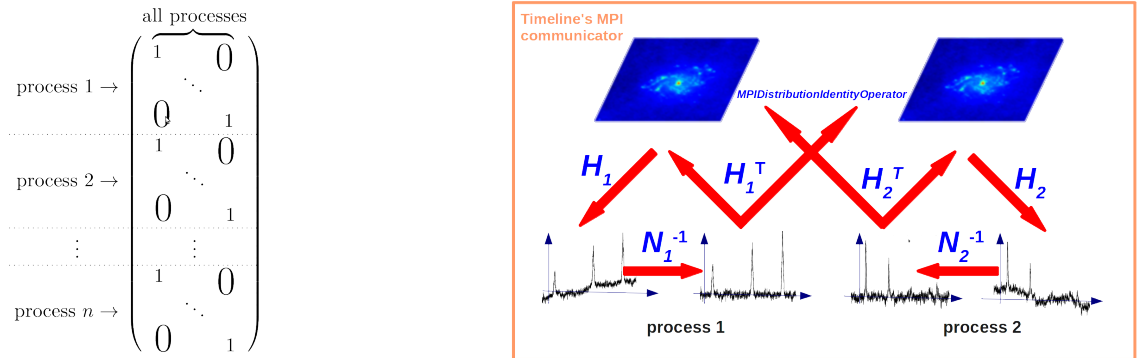 all processes
1 0
⋱
process 1 →
0 1
1 0
process 2 →
⋱
0 1
⋮ ⋮
1 0
⋱
process n →
0 1
Timeline's MPI
communicator
MPIDistributionIdentityOperator
H₁
H₁ᵀ
H₂ᵀ
H₂
N₁⁻¹
N₂⁻¹
process 1
process 2